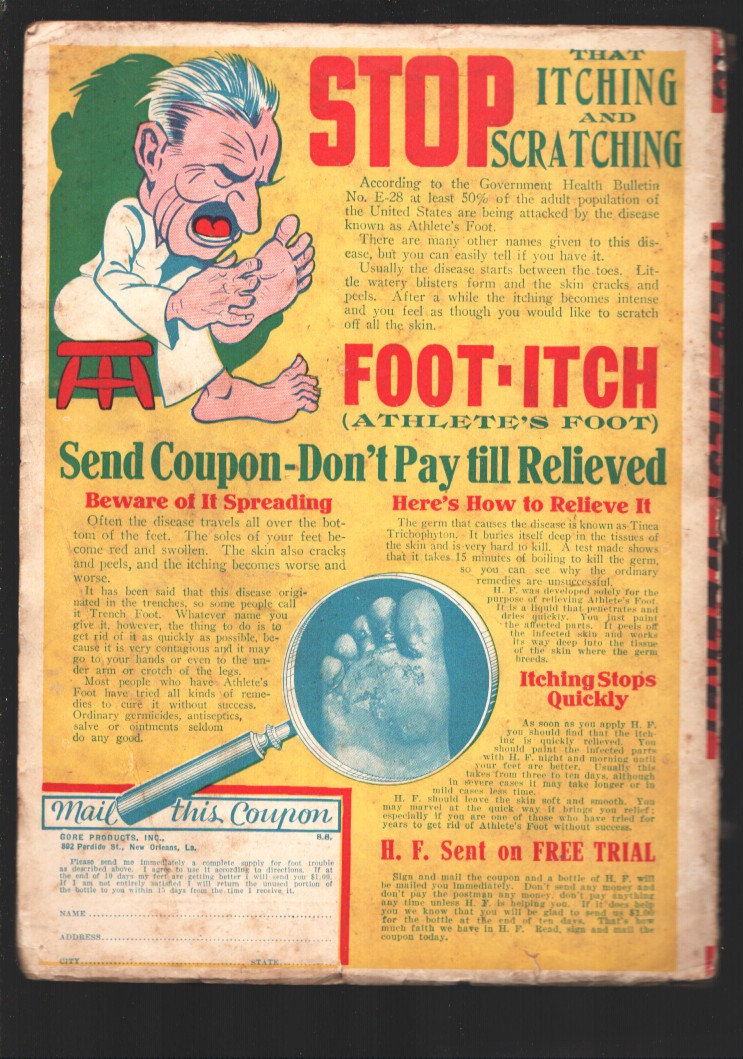 STOP
THAT
ITCHING
AND
SCRATCHING
According to the Government Health Bulletin
No. E-28 at least 50% of the adult population of
the United States are being attacked by the disease
known as Athlete's Foot.
There are many other names given to this dis-
ease, but you can easily tell if you have it.
Usually the disease starts between the toes. Lit-
tle watery blisters form and the skin cracks and
peels. After a while the itching becomes intense
and you feel as though you would like to scratch
off all the skin.
FOOT-ITCH
(ATHLETE'S FOOT)
Send Coupon-Don't Pay till Relieved
Beware of It Spreading
Often the disease travels all over the bot-
tom of the feet. The soles of your feet be-
come red and swollen. The skin also cracks
and peels, and the itching becomes worse and
worse.
It has been said that this disease origi-
nated in the trenches, so some people call
it Trench Foot. Whatever name you
give it, however, the thing to do is to
get rid of it as quickly as possible, be-
cause it is very contagious and it may
go to your hands or even to the un-
der arm or crotch of the legs.
Most people who have Athlete's
Foot have tried all kinds of reme-
dies to cure it without success.
Ordinary germicides, antiseptics,
salve or ointments seldom
do any good.
Here's How to Relieve It
The germ that causes the disease is known as Tinea
Trichophyton. It buries itself deep in the tissues of
the skin and is very hard to kill. A test made shows
that it takes 15 minutes of boiling to kill the germ,
so you can see why the ordinary
remedies are unsuccessful.
H. F. was developed solely for the
purpose of relieving Athlete's Foot.
It is a liquid that penetrates and
dries quickly. You just paint
the affected parts. It peels off
the infected skin and works
its way deep into the tissue
of the skin where the germ
breeds.
Itching Stops
Quickly
As soon as you apply H. F.
you should find that the itch-
ing is quickly relieved. You
should paint the infected parts
with H. F. night and morning until
your feet are better. Usually this
takes from three to ten days, although
in severe cases it may take longer or in
mild cases less time.
H. F. should leave the skin soft and smooth. You
may marvel at the quick way it brings you relief;
especially if you are one of those who have tried for
years to get rid of Athlete's Foot without success.
H. F. Sent on FREE TRIAL
Sign and mail the coupon and a bottle of H. F. will
be mailed you immediately. Don't send any money and
don't pay the postman any money, don't pay anything
any time unless H. F. is helping you. If it does help
you we know that you will be glad to send us $1.00
for the bottle at the end of ten days. That's how
much faith we have in H. F. Read, sign and mail the
coupon today.
Mail this Coupon
GORE PRODUCTS, INC.,
802 Perdido St., New Orleans, La.
Please send me immediately a complete supply for foot trouble
as described above. I agree to use it according to directions. If at
the end of 10 days my feet are getting better I will send you $1.00.
If I am not entirely satisfied I will return the unused portion of
the bottle to you within 15 days from the time I receive it.
NAME
ADDRESS
CITY STATE